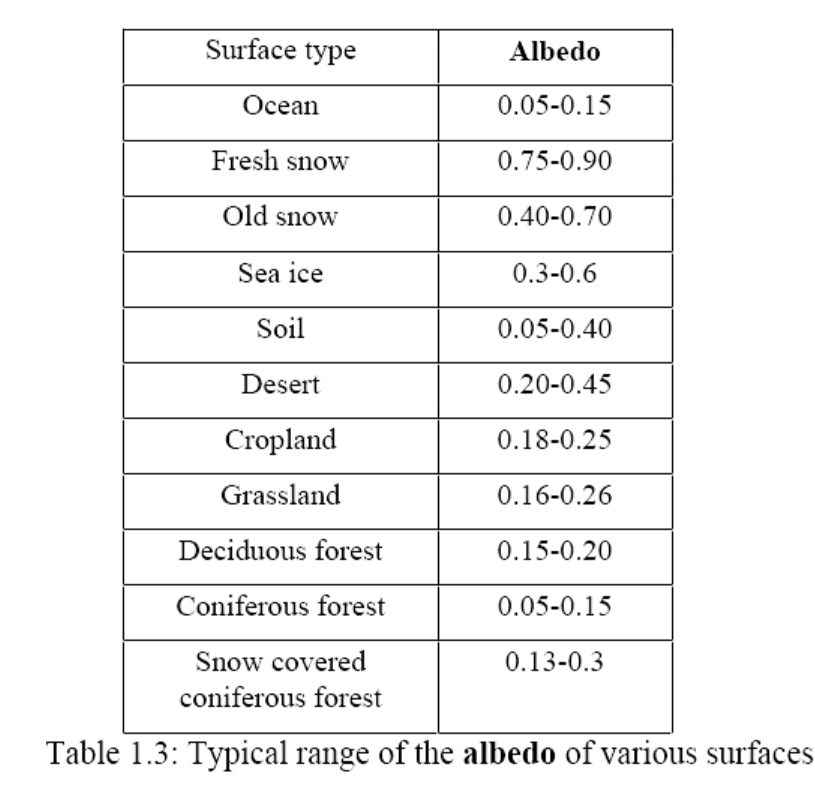 Surface type Albedo
Ocean 0.05-0.15
Fresh snow 0.75-0.90
Old snow 0.40-0.70
Sea ice 0.3-0.6
Soil 0.05-0.40
Desert 0.20-0.45
Cropland 0.18-0.25
Grassland 0.16-0.26
Deciduous forest 0.15-0.20
Coniferous forest 0.05-0.15
Snow covered 0.13-0.3
coniferous forest
Table 1.3: Typical range of the albedo of various surfaces